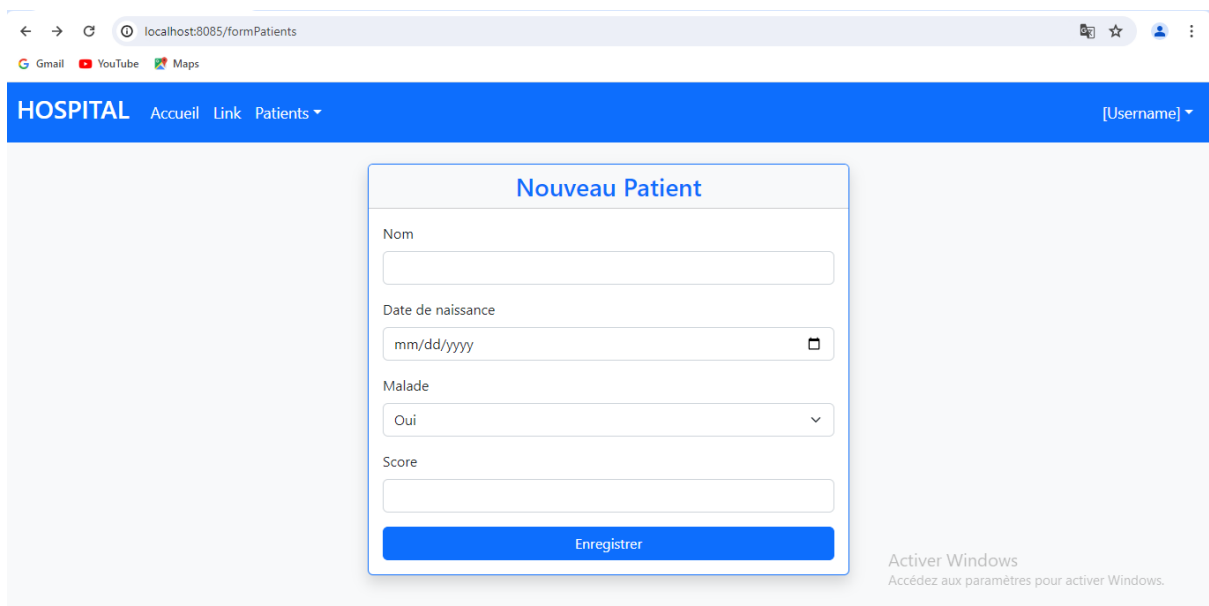 localhost:8085/formPatients
Gmail YouTube Maps
HOSPITAL Accueil Link Patients [Username]
Nouveau Patient
Nom
Date de naissance
mm/dd/yyyy
Malade
Oui
Score
Enregistrer
Activer Windows
Accédez aux paramètres pour activer Windows.